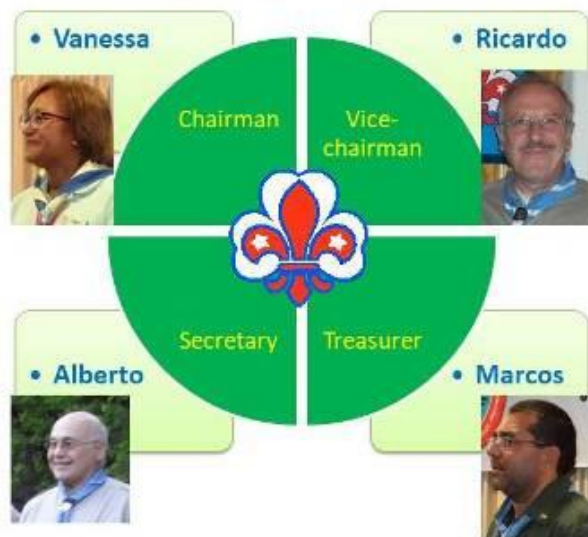 • Vanessa
• Ricardo
Chairman
Vice-
chairman
Secretary
Treasurer
• Alberto
• Marcos